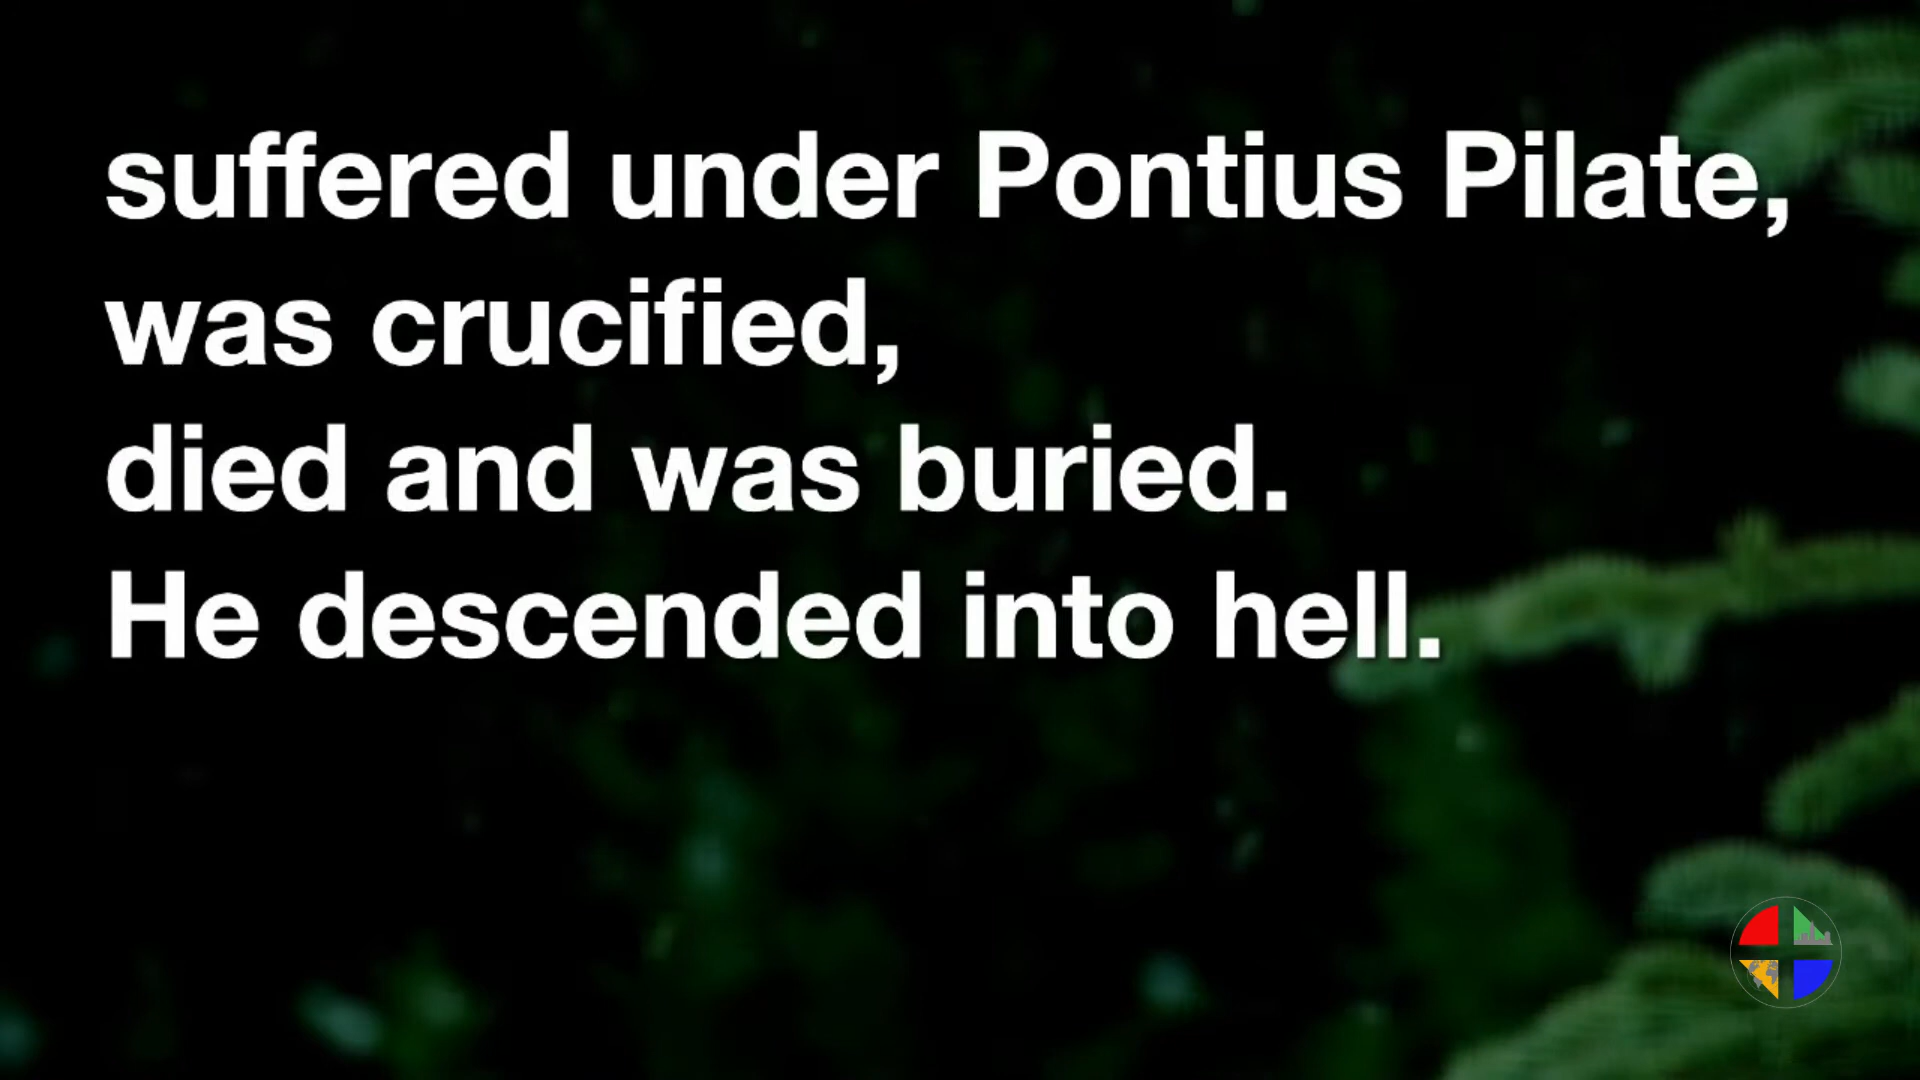 suffered under Pontius Pilate,
was crucified,
died and was buried.
He descended into hell.